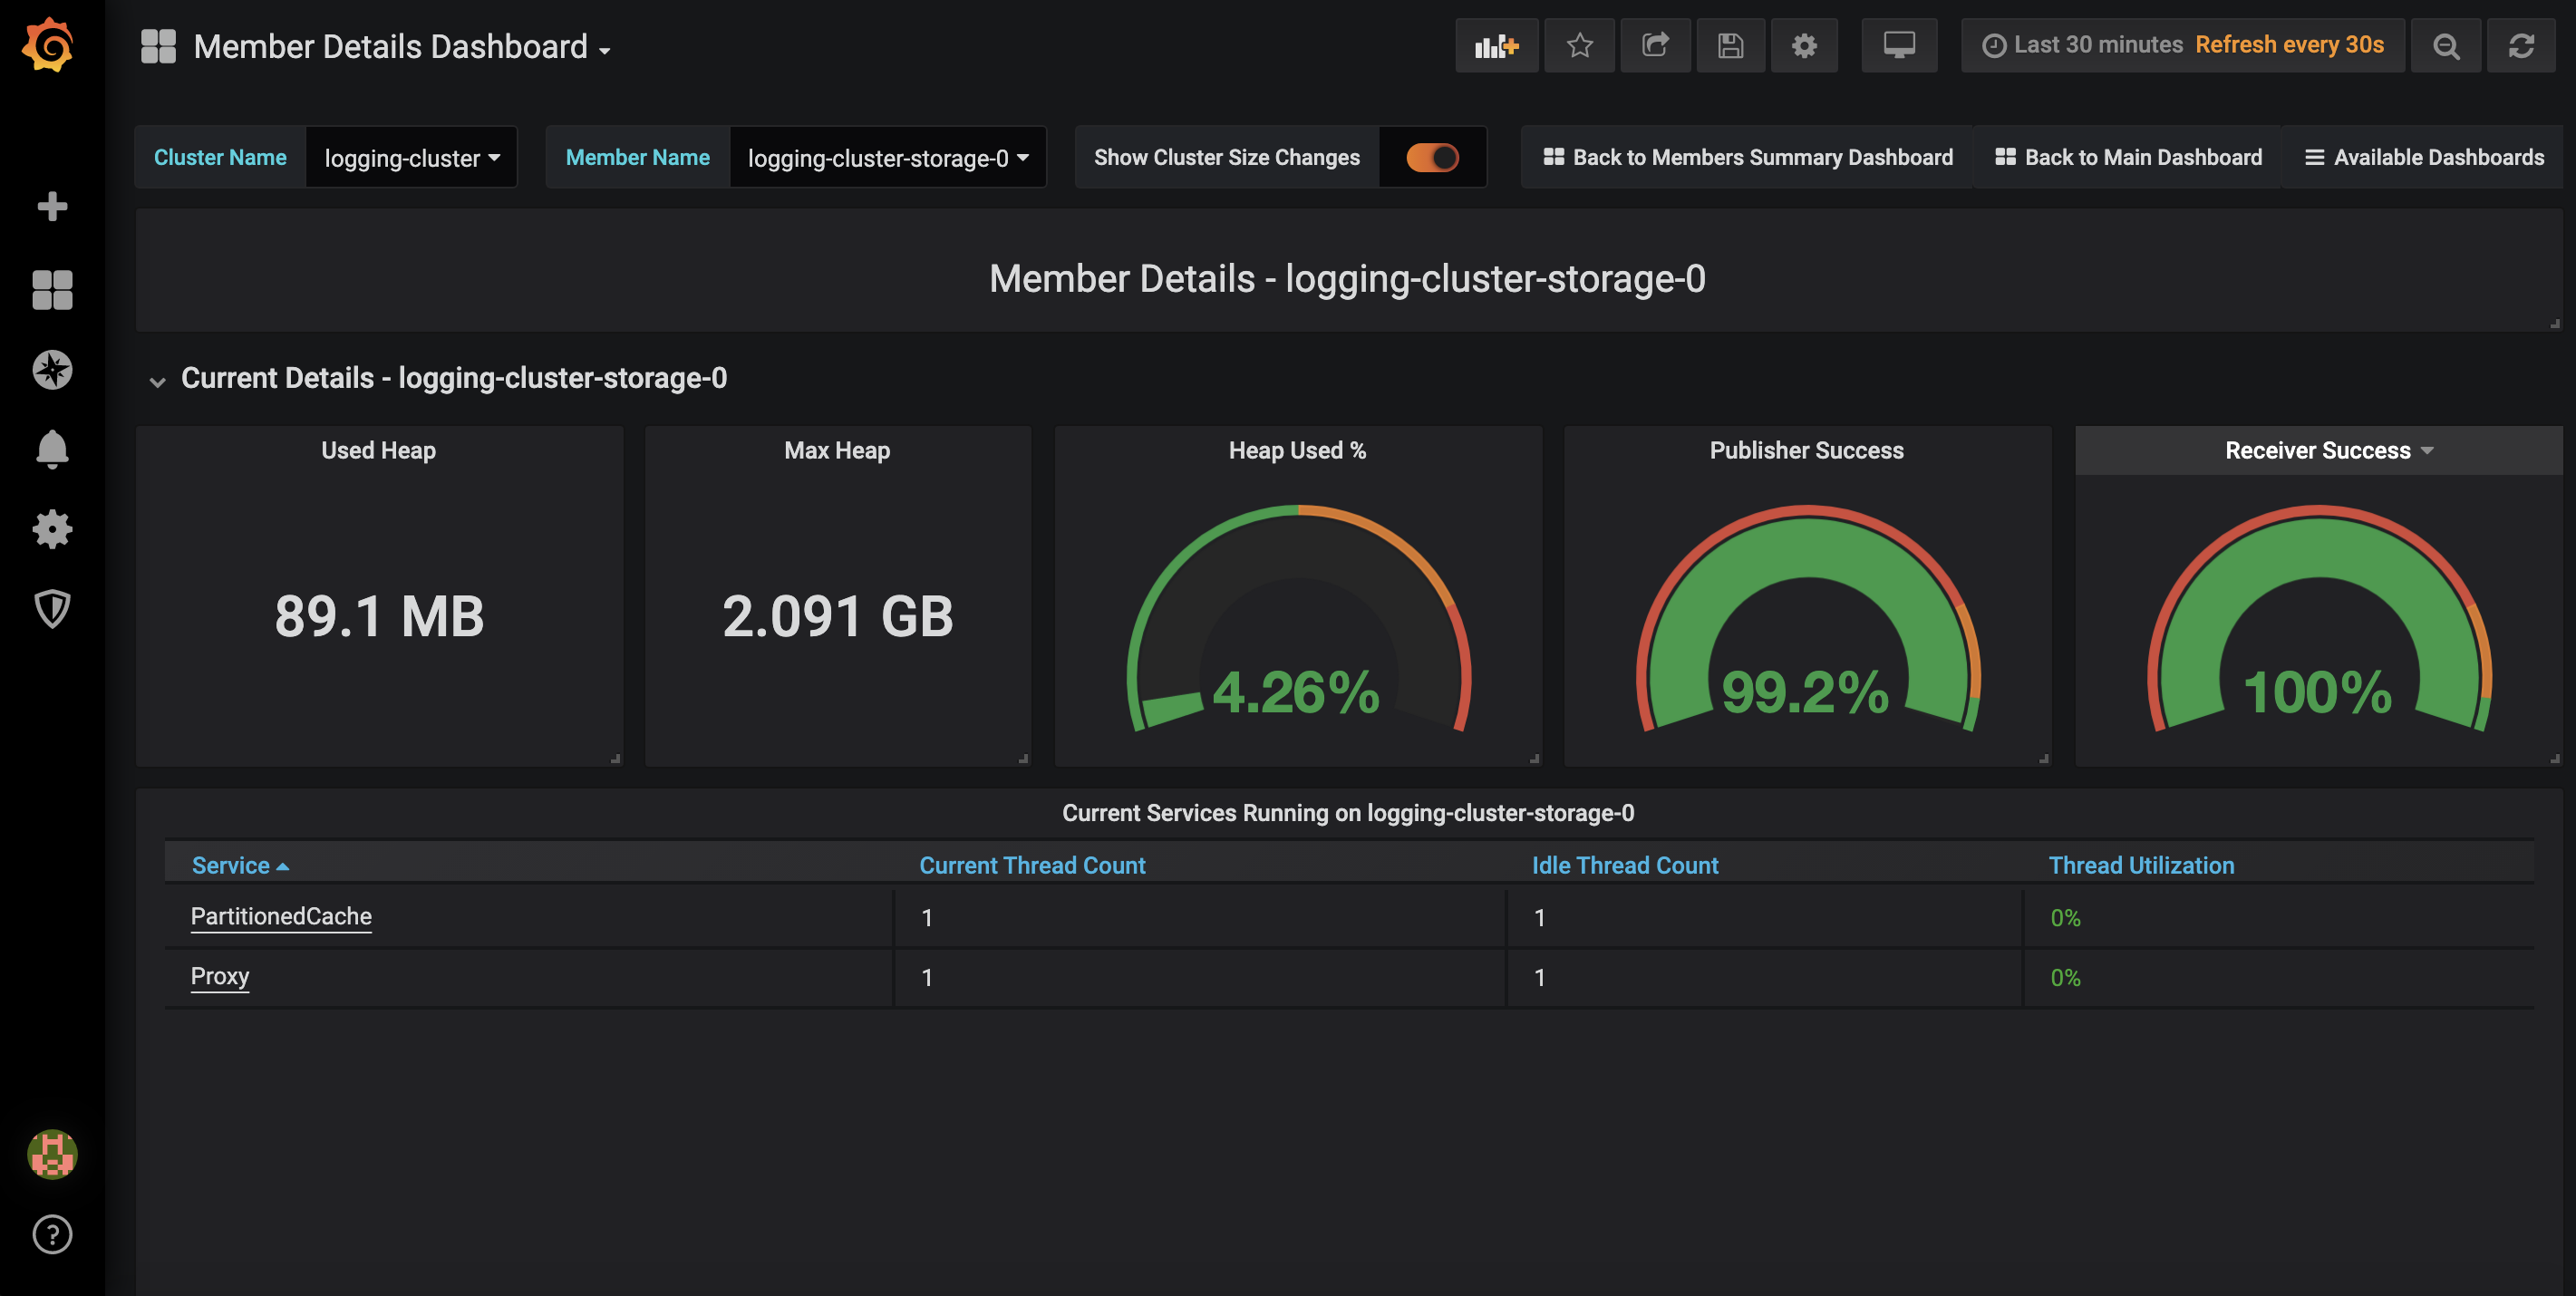 Member Details Dashboard
Last 30 minutes Refresh every 30s
Cluster Name logging-cluster Member Name logging-cluster-storage-0 Show Cluster Size Changes Back to Members Summary Dashboard Back to Main Dashboard Available Dashboards
Member Details - logging-cluster-storage-0
Current Details - logging-cluster-storage-0
Used Heap
89.1 MB
Max Heap
2.091 GB
Heap Used %
4.26%
Publisher Success
99.2%
Receiver Success
100%
Current Services Running on logging-cluster-storage-0
Service Current Thread Count Idle Thread Count Thread Utilization
PartitionedCache 1 1 0%
Proxy 1 1 0%
?